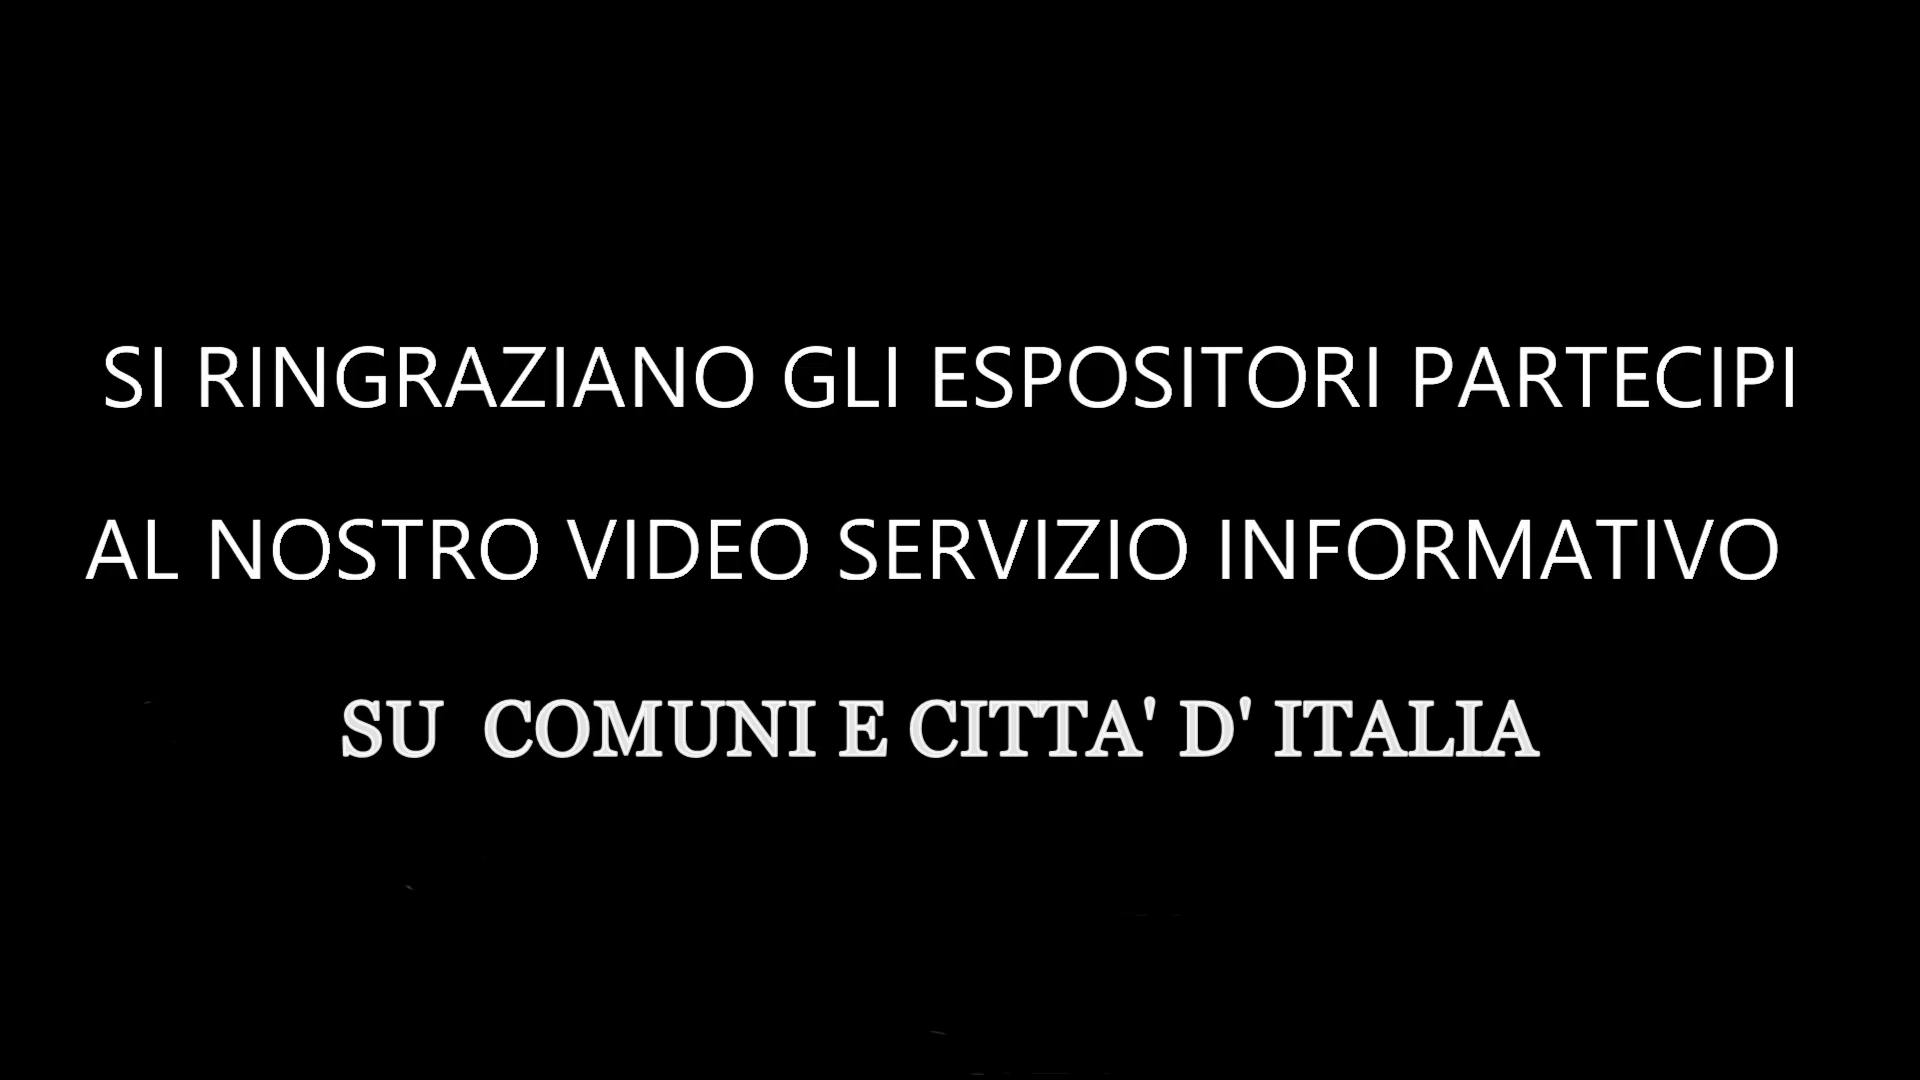 SI RINGRAZIANO GLI ESPOSITORI PARTECIPI
AL NOSTRO VIDEO SERVIZIO INFORMATIVO
SU  COMUNI E CITTA' D' ITALIA